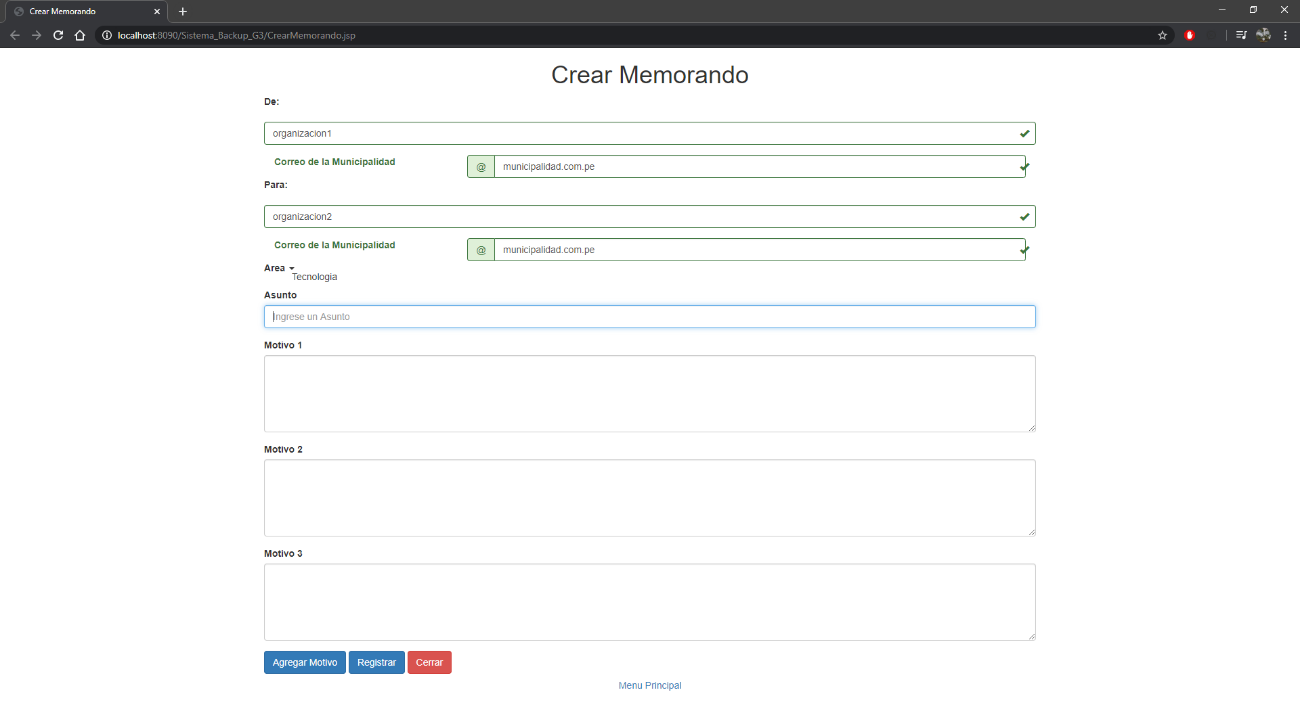 Crear Memorando
localhost:8090/Sistema_Backup_G3/CrearMemorando.jsp
Crear Memorando
De:
organizacion1
Correo de la Municipalidad @ municipalidad.com.pe
Para:
organizacion2
Correo de la Municipalidad @ municipalidad.com.pe
Area
Tecnologia
Asunto
Ingrese un Asunto
Motivo 1
Motivo 2
Motivo 3
Agregar Motivo Registrar Cerrar
Menu Principal